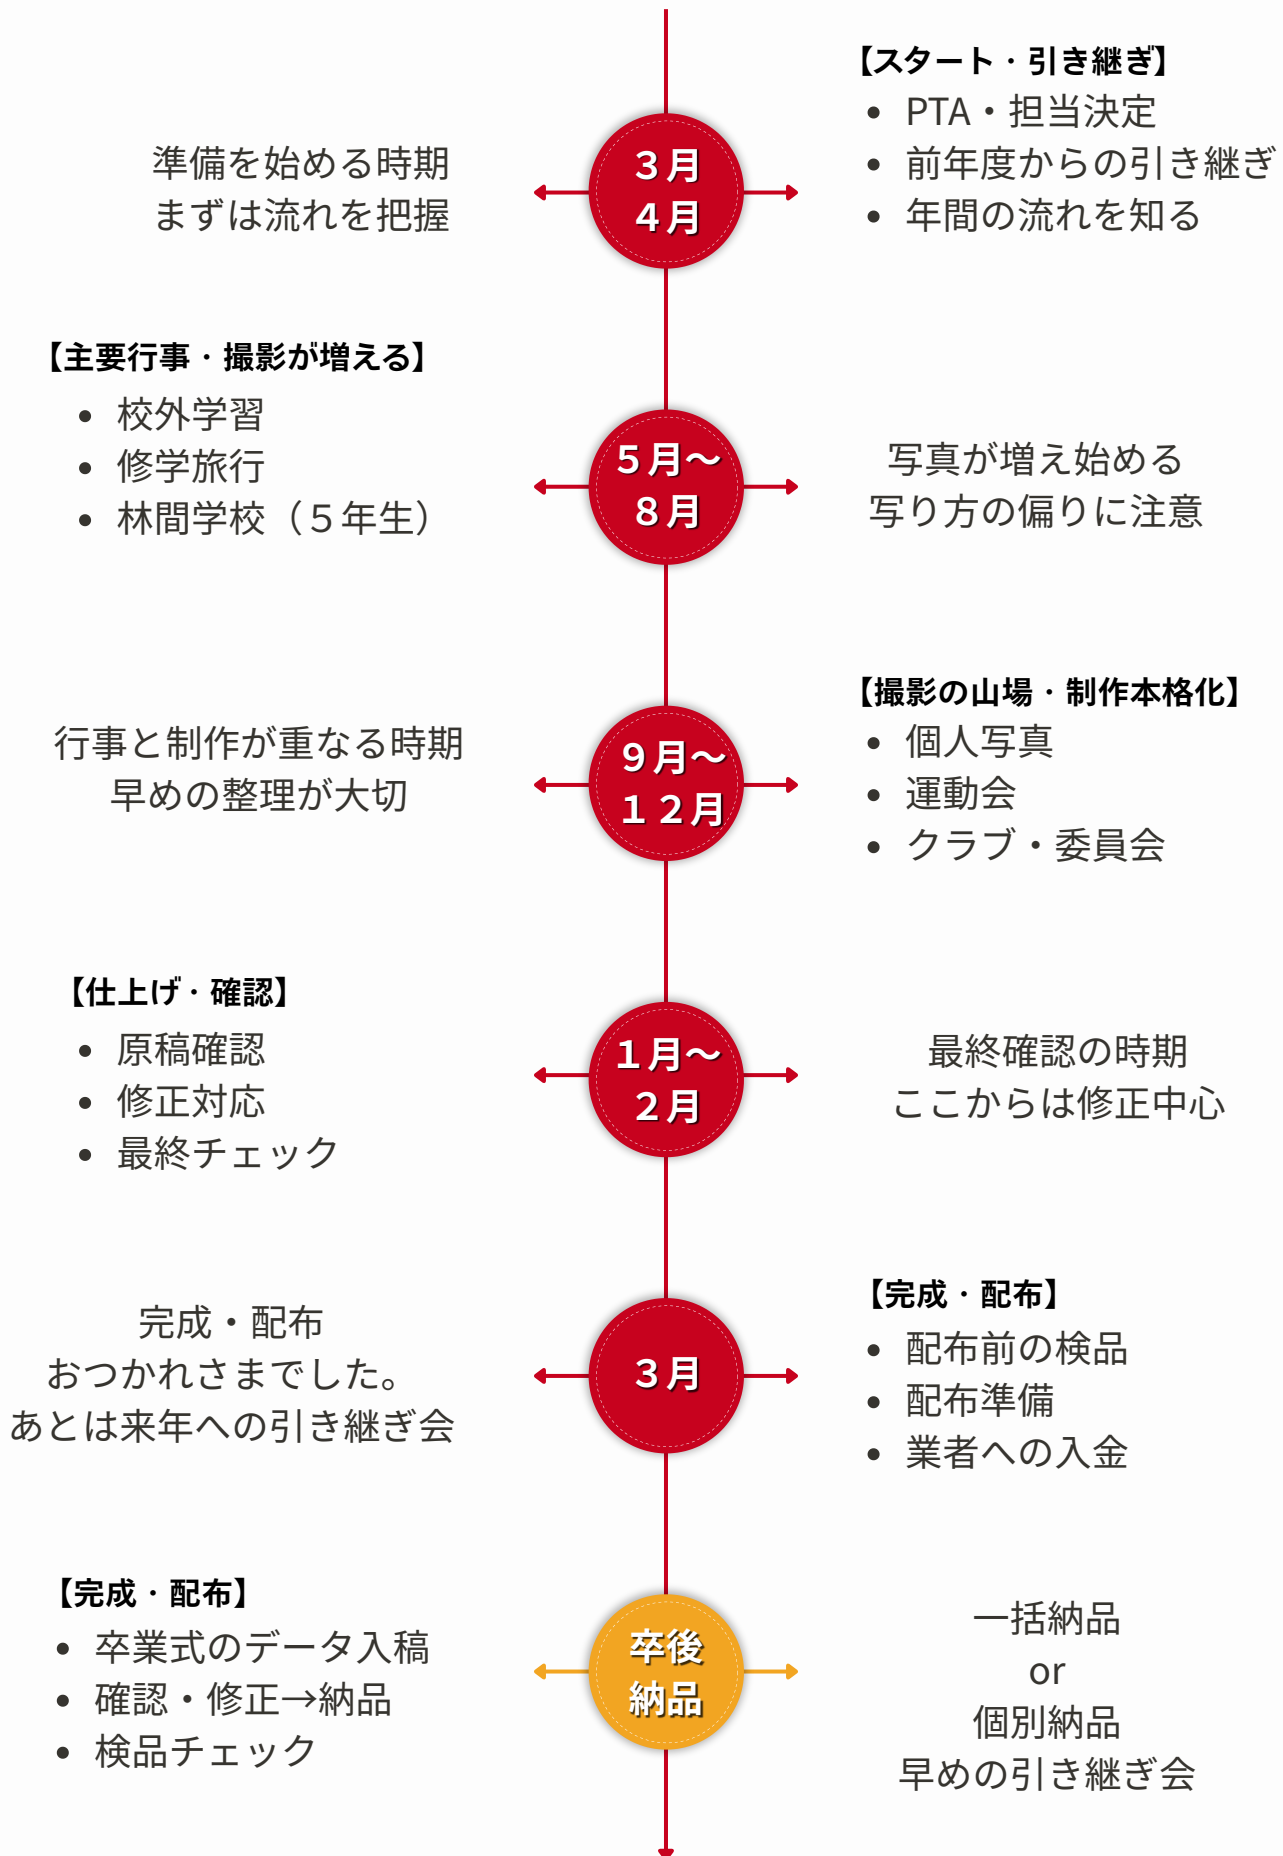 【スタート・引き継ぎ】
・ PTA・担当決定
・ 前年度からの引き継ぎ
・ 年間の流れを知る
３月
４月
準備を始める時期
まずは流れを把握
【主要行事・撮影が増える】
・ 校外学習
・ 修学旅行
・ 林間学校（５年生）
５月～
８月
写真が増え始める
写り方の偏りに注意
【撮影の山場・制作本格化】
・ 個人写真
・ 運動会
・ クラブ・委員会
９月～
１２月
行事と制作が重なる時期
早めの整理が大切
【仕上げ・確認】
・ 原稿確認
・ 修正対応
・ 最終チェック
１月～
２月
最終確認の時期
ここからは修正中心
【完成・配布】
・ 配布前の検品
・ 配布準備
・ 業者への入金
３月
完成・配布
おつかれさまでした。
あとは来年への引き継ぎ会
【完成・配布】
・ 卒業式のデータ入稿
・ 確認・修正→納品
・ 検品チェック
卒後
納品
一括納品
or
個別納品
早めの引き継ぎ会